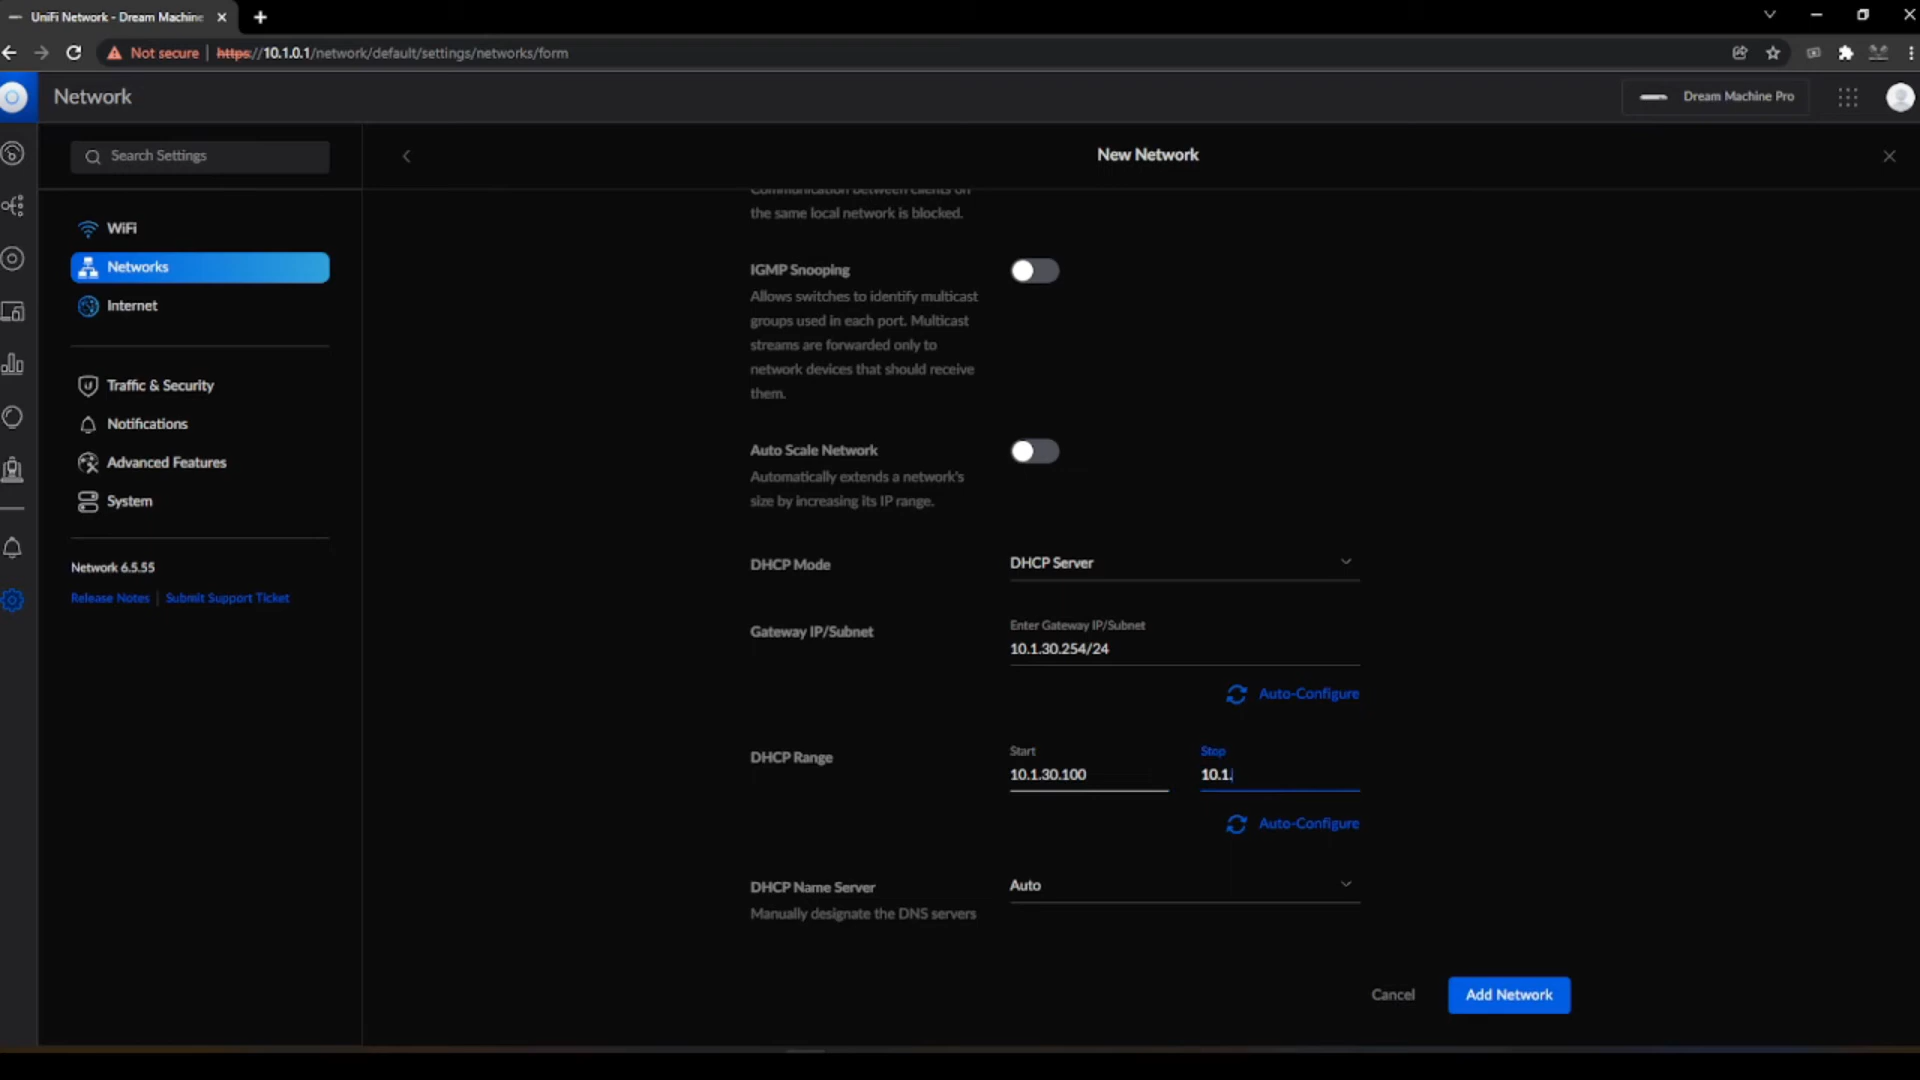 UniFi Network - Dream Machine
Not secure
https://10.1.0.1/network/default/settings/networks/form
Network
Dream Machine Pro
Search Settings
New Network
WiFi
Networks
Internet
Traffic & Security
Notifications
Advanced Features
System
Network 6.5.55
Release Notes | Submit Support Ticket
Communication between clients on
the same local network is blocked.
IGMP Snooping
Allows switches to identify multicast
groups used in each port. Multicast
streams are forwarded only to
network devices that should receive
them.
Auto Scale Network
Automatically extends a network's
size by increasing its IP range.
DHCP Mode
DHCP Server
Gateway IP/Subnet
Enter Gateway IP/Subnet
10.1.30.254/24
Auto-Configure
DHCP Range
Start
10.1.30.100
Stop
10.1.
Auto-Configure
DHCP Name Server
Manually designate the DNS servers
Auto
Cancel
Add Network